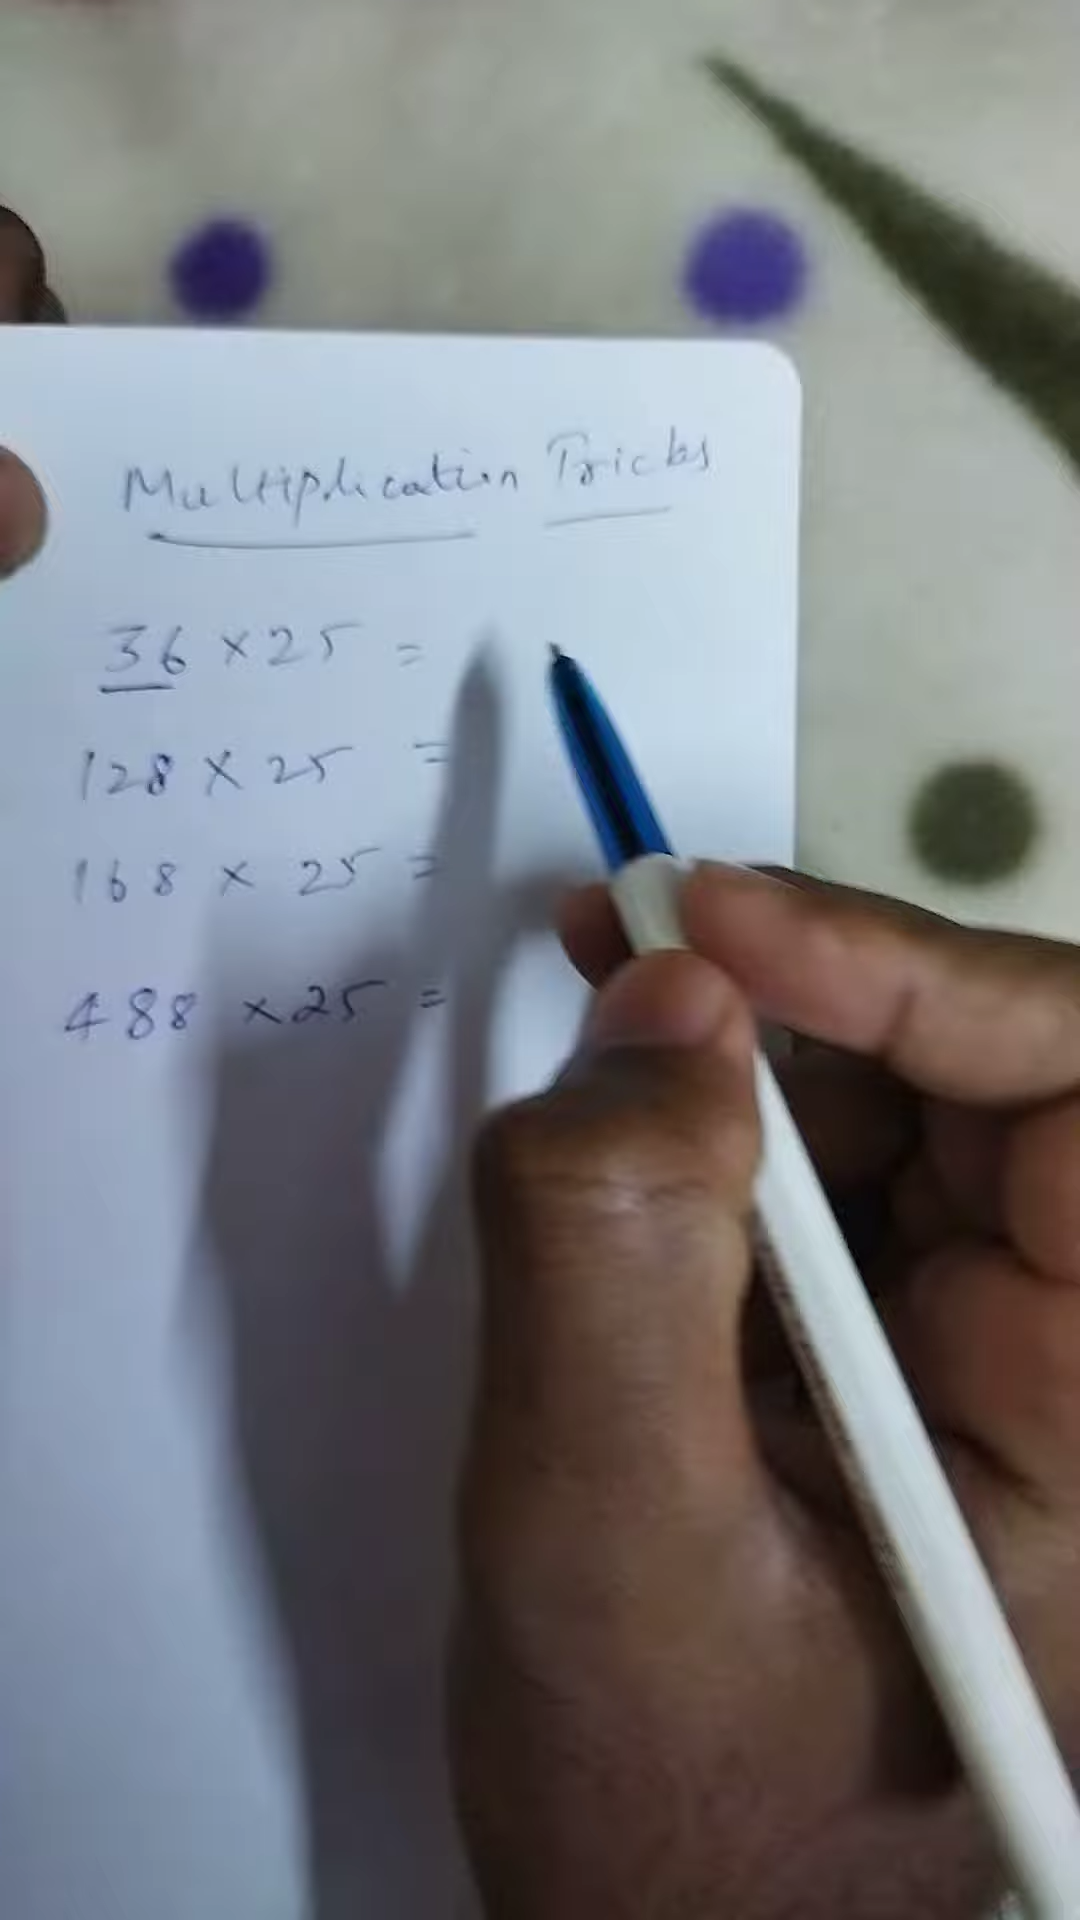 Multiplication Tricks
36 × 25 =
128 × 25 =
168 × 25 =
488 × 25 =